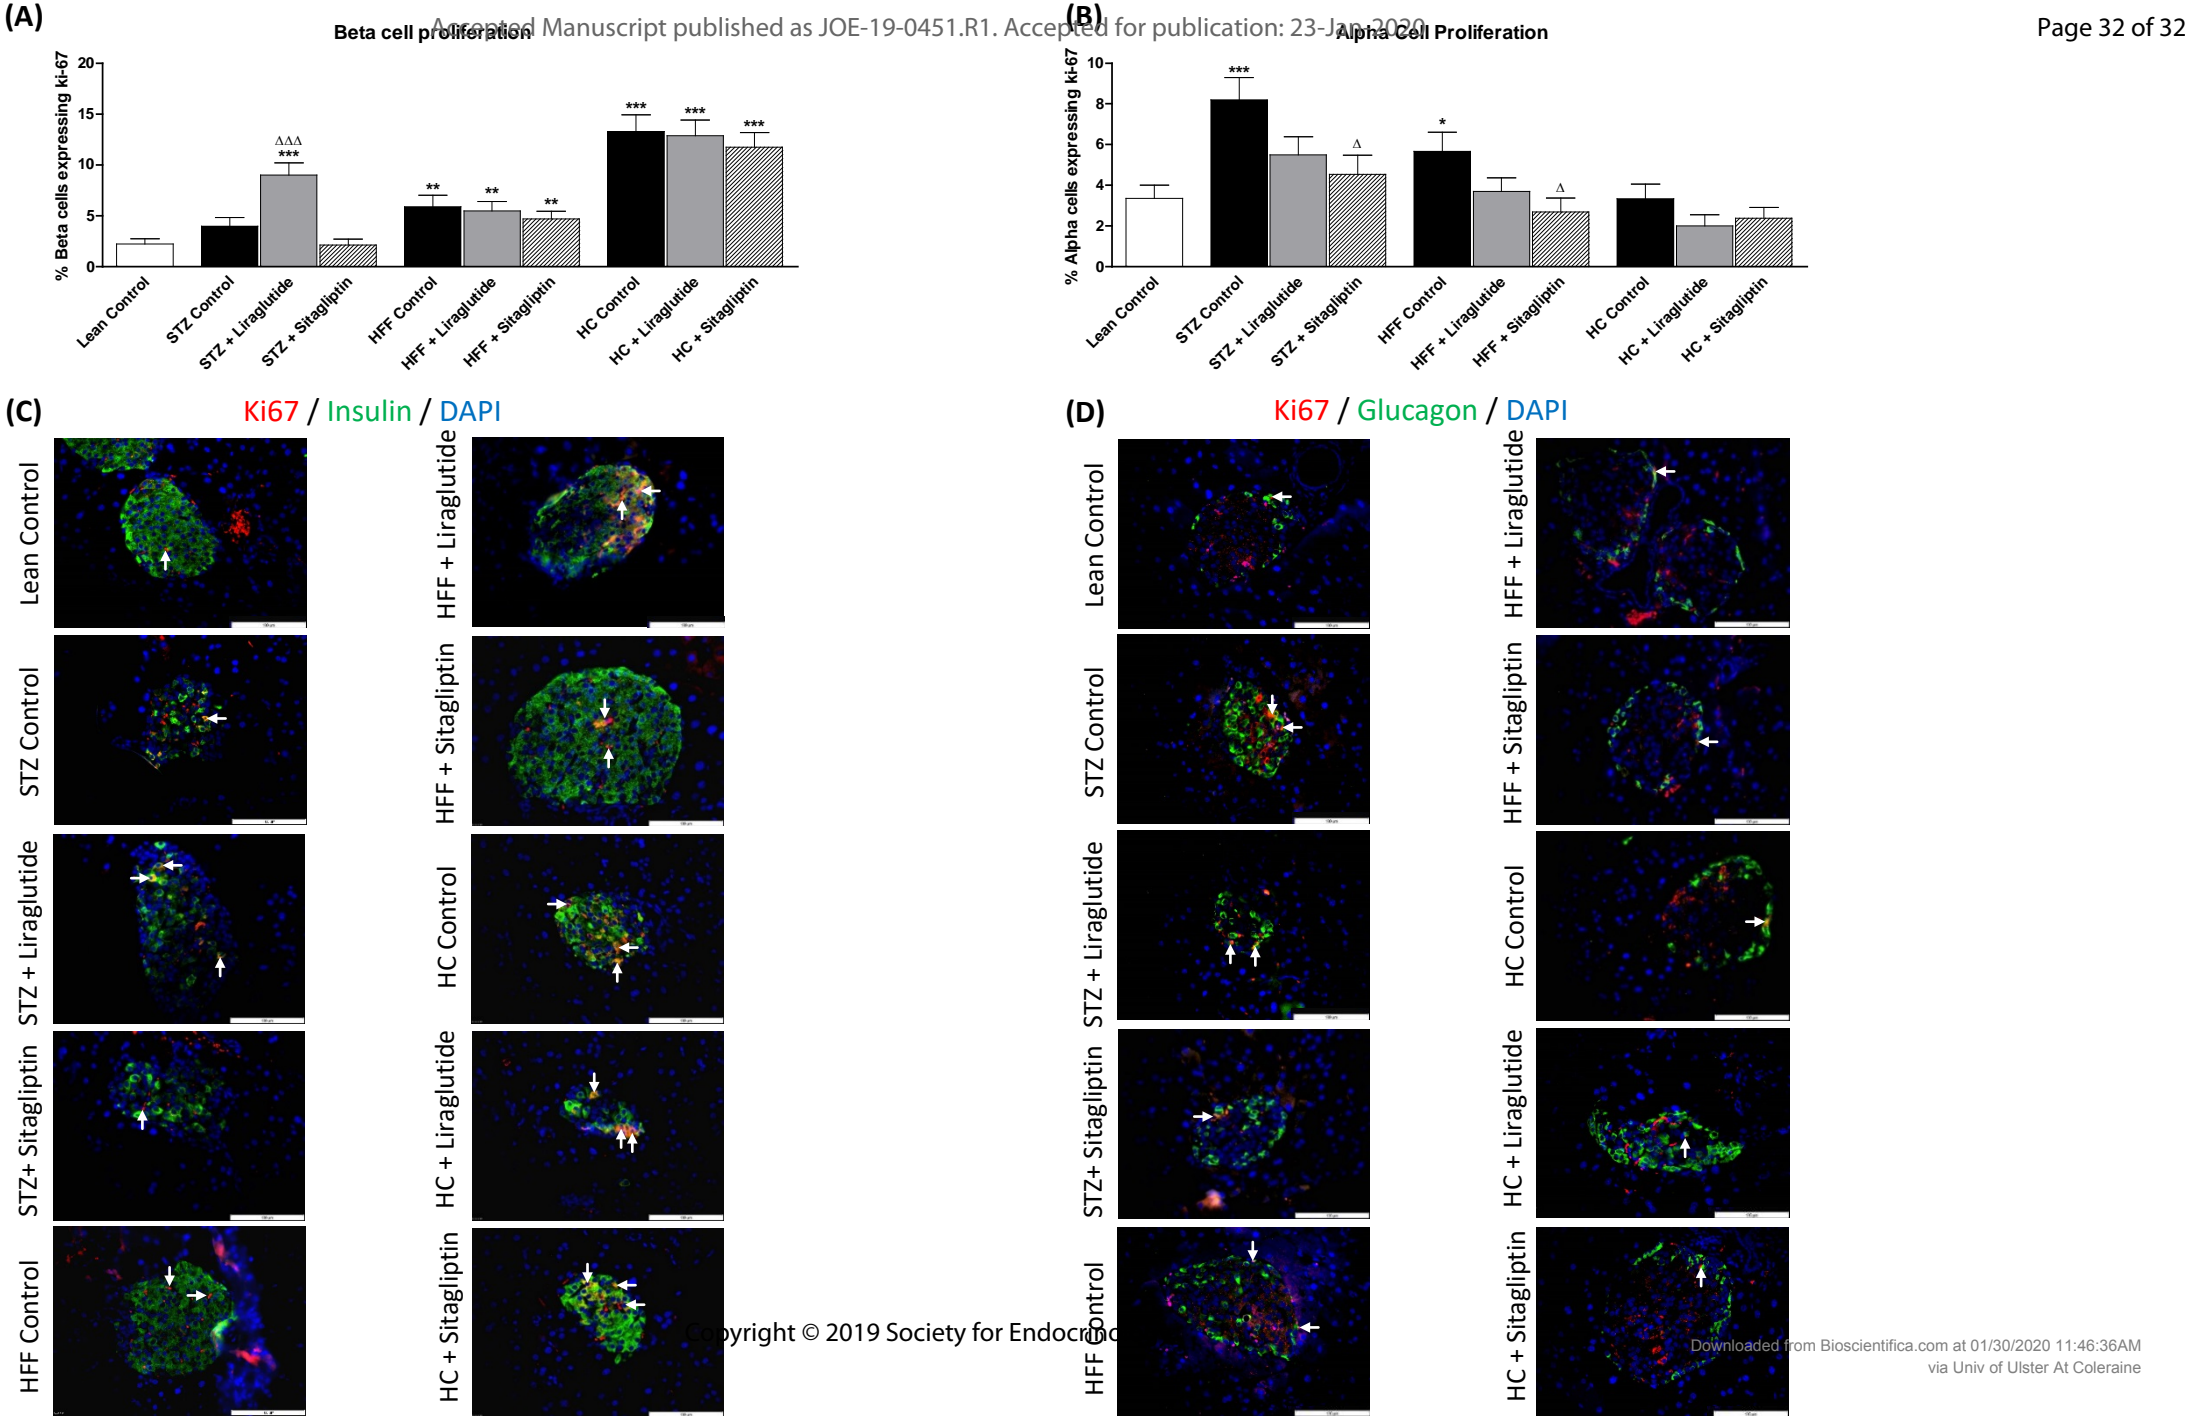 Accepted Manuscript published as JOE-19-0451.R1. Accepted for publication: 23-Jan-2020
Page 32 of 32
(A)
Beta cell proliferation
% Beta cells expressing ki-67
20
15
10
5
0
ΔΔΔ
***
**
**
**
***
***
***
Lean Control
STZ Control
STZ + Liraglutide
STZ + Sitagliptin
HFF Control
HFF + Liraglutide
HFF + Sitagliptin
HC Control
HC + Liraglutide
HC + Sitagliptin
(B)
Alpha Cell Proliferation
% Alpha cells expressing ki-67
10
8
6
4
2
0
***
Δ
*
Δ
Lean Control
STZ Control
STZ + Liraglutide
STZ + Sitagliptin
HFF Control
HFF + Liraglutide
HFF + Sitagliptin
HC Control
HC + Liraglutide
HC + Sitagliptin
(C)
Ki67 / Insulin / DAPI
Lean Control
STZ Control
STZ + Liraglutide
STZ+ Sitagliptin
HFF Control
HFF + Liraglutide
HFF + Sitagliptin
HC Control
HC + Liraglutide
HC + Sitagliptin
(D)
Ki67 / Glucagon / DAPI
Lean Control
STZ Control
STZ + Liraglutide
STZ+ Sitagliptin
HFF Control
HFF + Liraglutide
HFF + Sitagliptin
HC Control
HC + Liraglutide
HC + Sitagliptin
Copyright © 2019 Society for
Downloaded from Bioscientifica.com at 01/30/2020 11:46:36AM
via Univ of Ulster At Coleraine